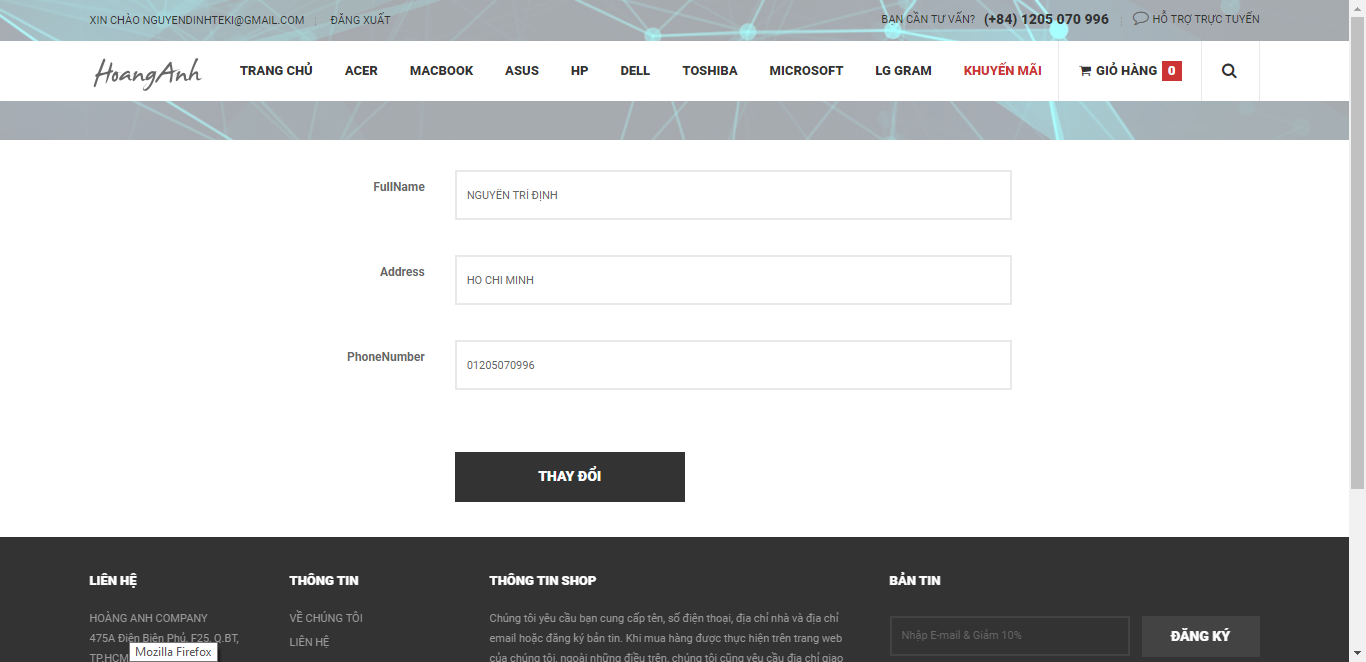 XIN CHÀO NGUYENDINHTEKI@GMAIL.COM ĐĂNG XUẤT BẠN CẦN TƯ VẤN? (+84) 1205 070 996 HỖ TRỢ TRỰC TUYẾN
HoangAnh TRANG CHỦ ACER MACBOOK ASUS HP DELL TOSHIBA MICROSOFT LG GRAM KHUYẾN MÃI GIỎ HÀNG 0
FullName NGUYỄN TRÍ ĐỊNH
Address HO CHI MINH
PhoneNumber 01205070996
THAY ĐỔI
LIÊN HỆ
HOÀNG ANH COMPANY
475A Điện Biên Phủ, F25, Q.BT,
TP.HCM
Mozilla Firefox
THÔNG TIN
VỀ CHÚNG TÔI
LIÊN HỆ
THÔNG TIN SHOP
Chúng tôi yêu cầu bạn cung cấp tên, số điện thoại, địa chỉ nhà và địa chỉ
email hoặc đăng ký bản tin. Khi mua hàng được thực hiện trên trang web
của chúng tôi, ngoài những điều trên, chúng tôi cũng yêu cầu địa chỉ giao
BẢN TIN
Nhập E-mail & Giảm 10% ĐĂNG KÝ